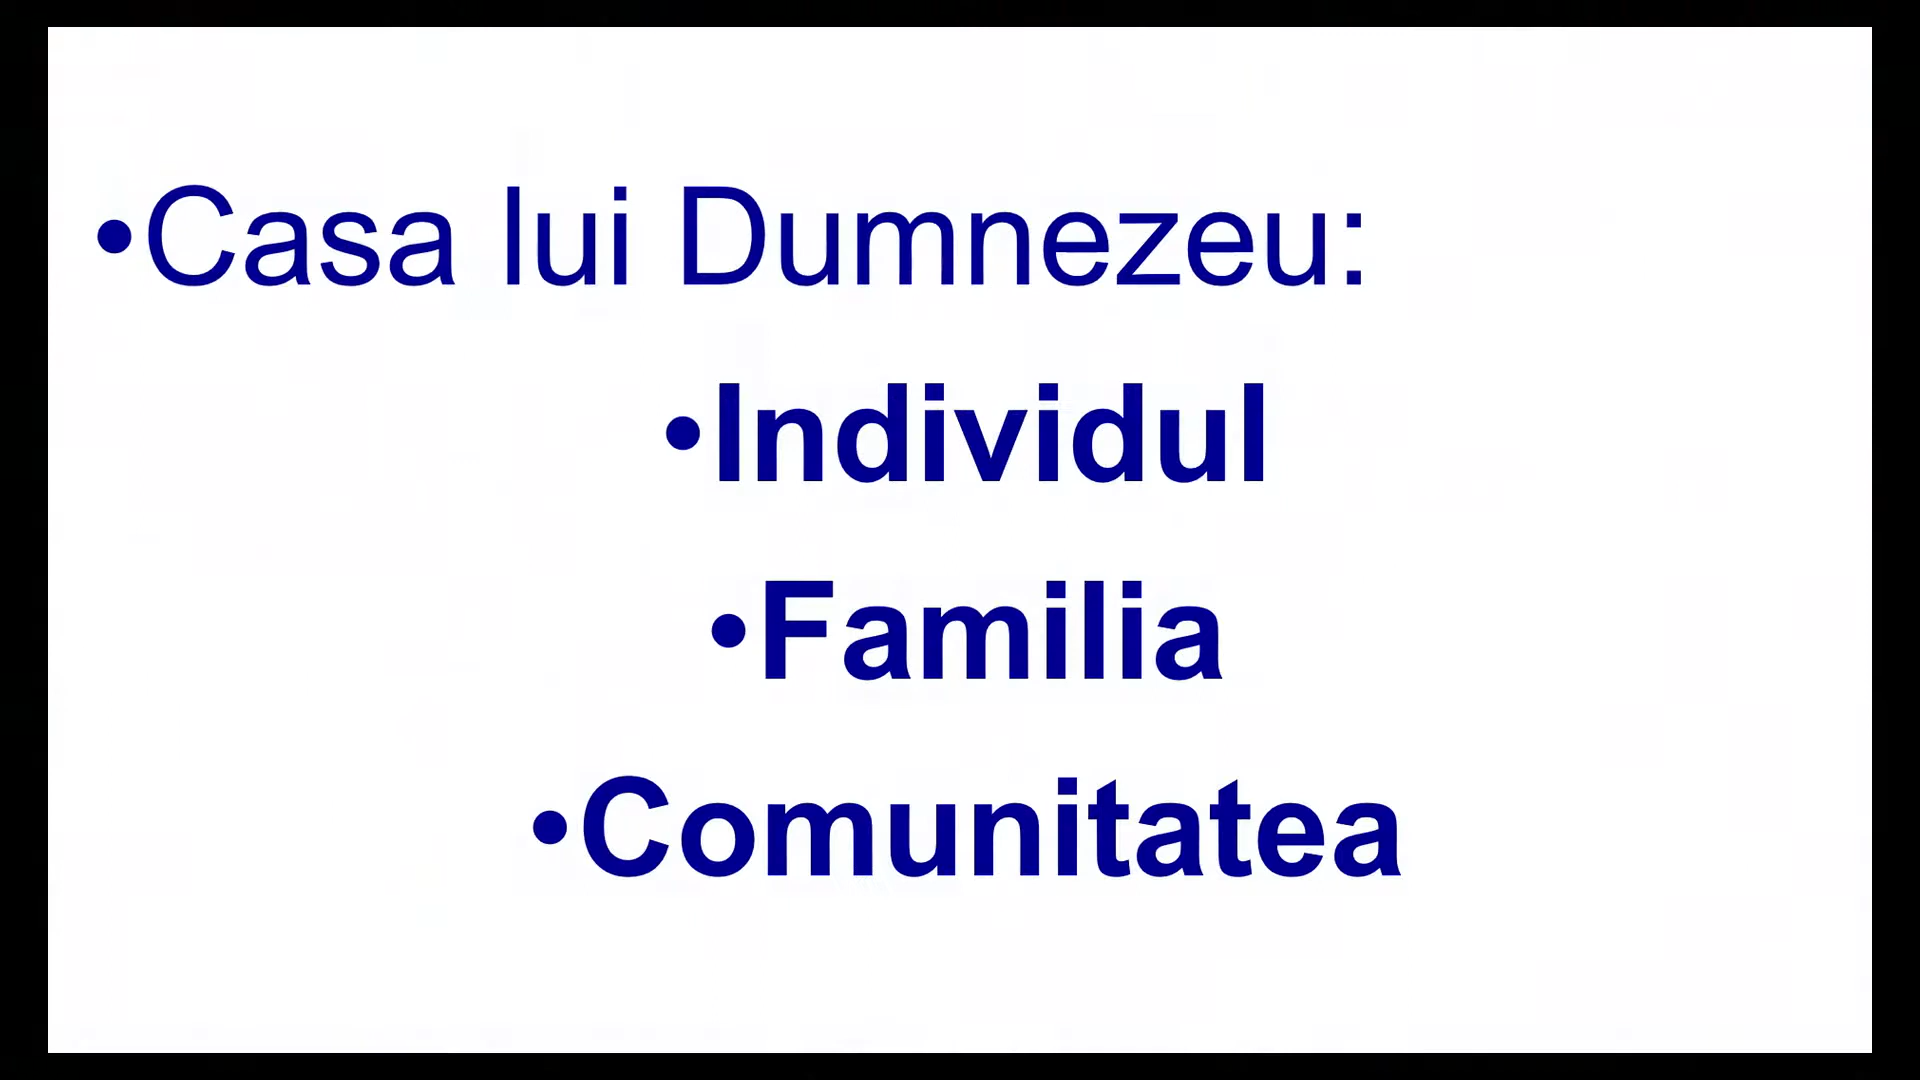 •Casa lui Dumnezeu:
•Individul
•Familia
•Comunitatea